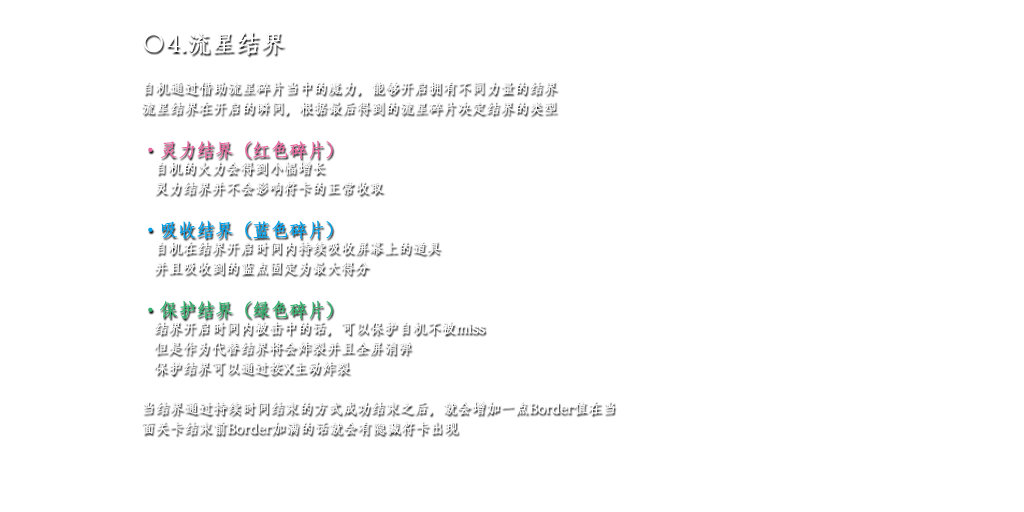 〇4.流星结界
自机通过借助流星碎片当中的魔力，能够开启拥有不同力量的结界
流星结界在开启的瞬间，根据最后得到的流星碎片决定结界的类型
・灵力结界（红色碎片）
自机的火力会得到小幅增长
灵力结界并不会影响符卡的正常收取
・吸收结界（蓝色碎片）
自机在结界开启时间内持续吸收屏幕上的道具
并且吸收到的蓝点固定为最大得分
・保护结界（绿色碎片）
结界开启时间内被击中的话，可以保护自机不被miss
但是作为代替结界将会炸裂并且全屏消弹
保护结界可以通过按X主动炸裂
当结界通过持续时间结束的方式成功结束之后，就会增加一点Border值在当
面关卡结束前Border加满的话就会有隐藏符卡出现